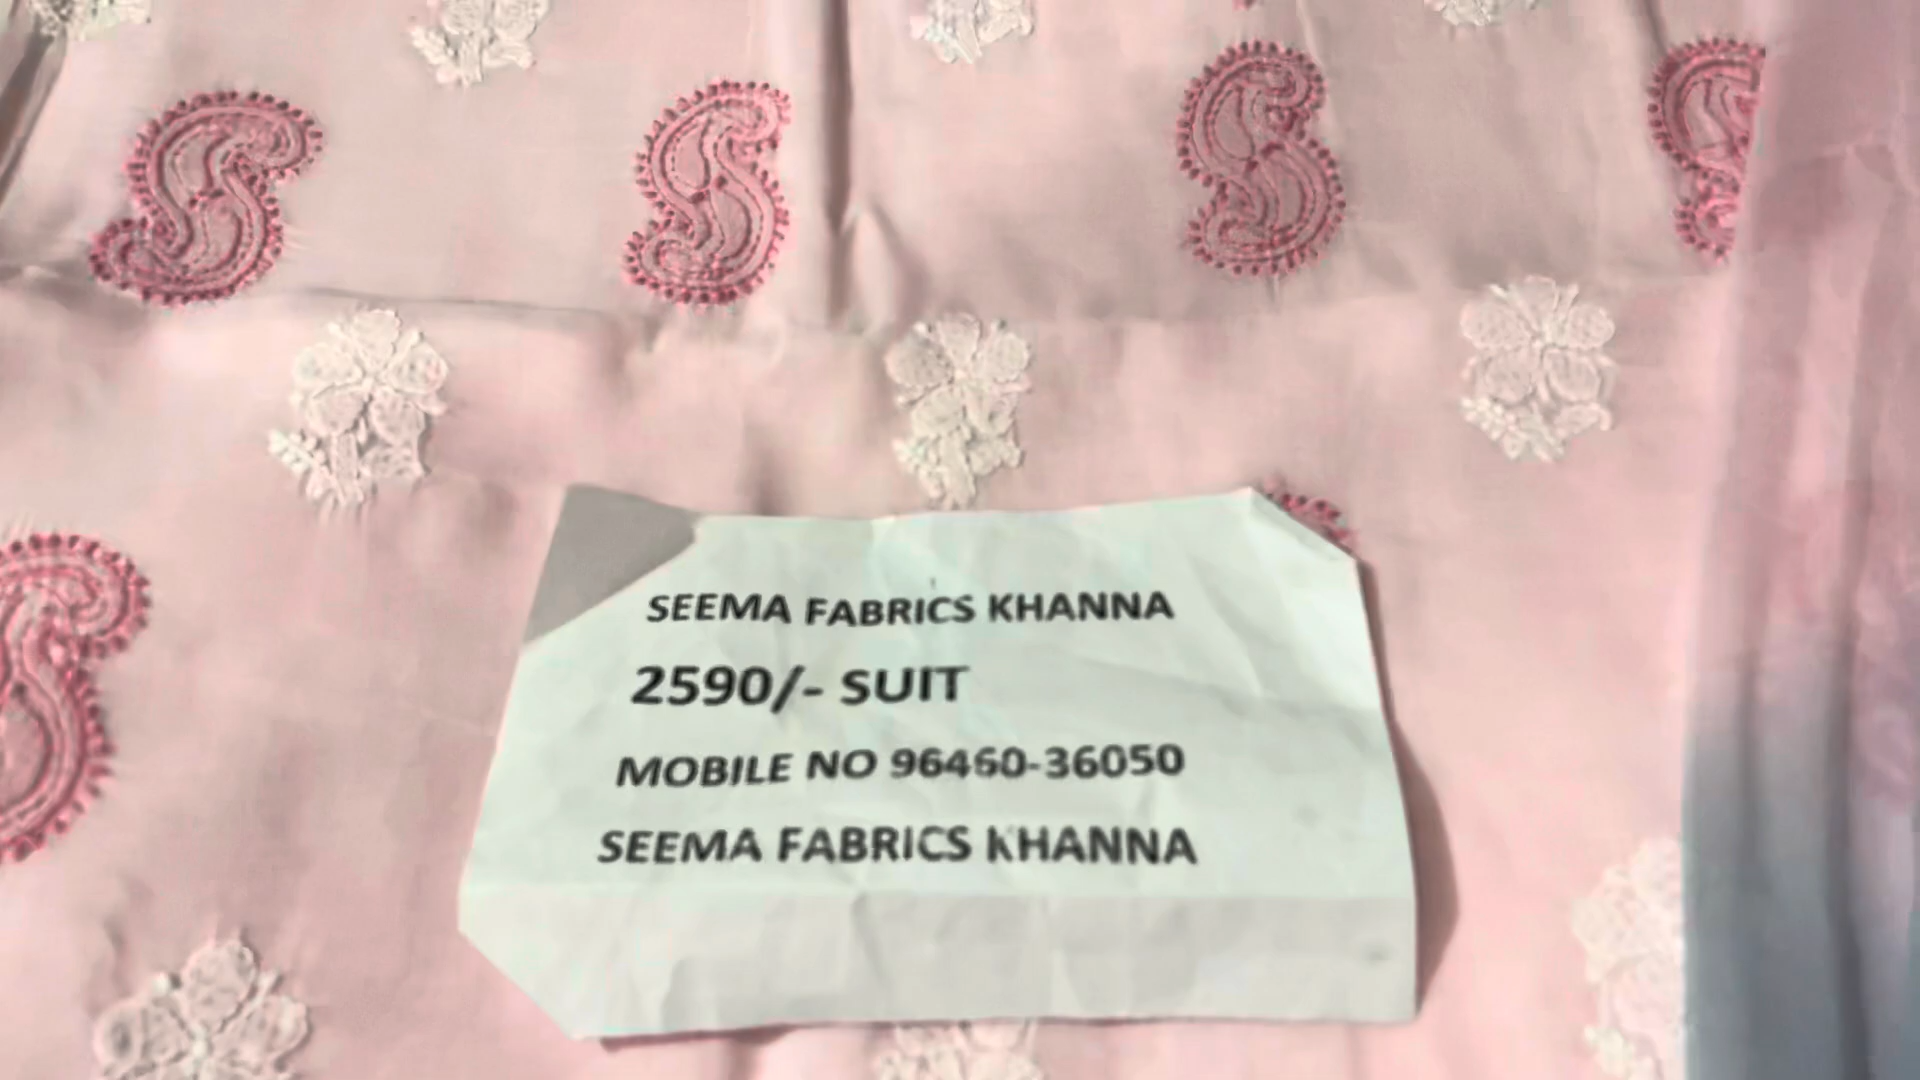 SEEMA FABRICS KHANNA
2590/- SUIT
MOBILE NO 96460-36050
SEEMA FABRICS KHANNA